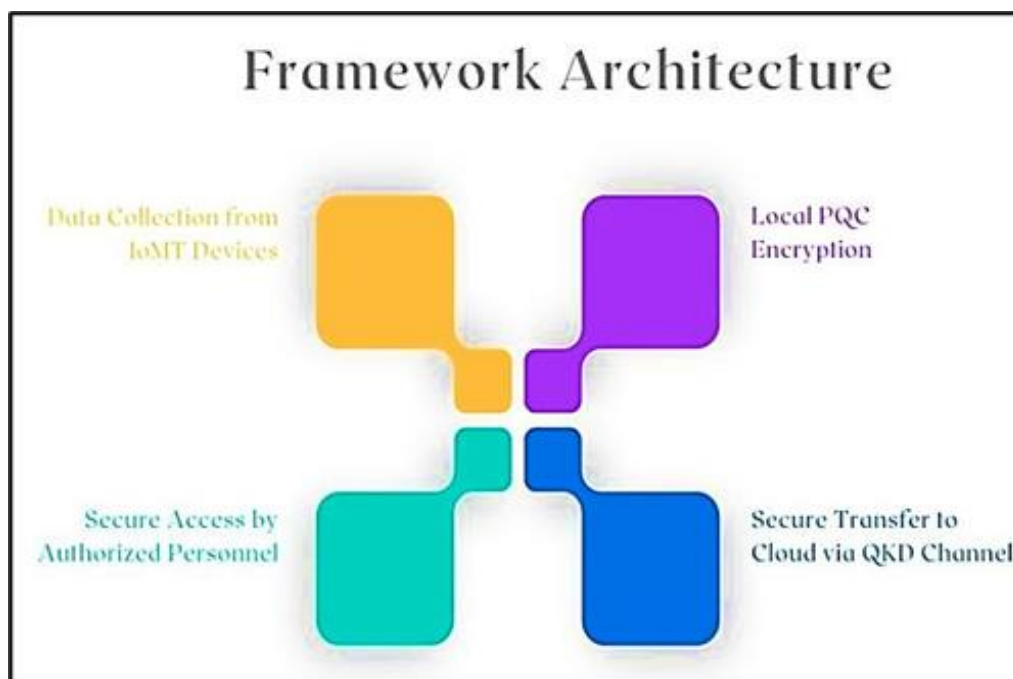 Framework Architecture
Data Collection from
IoMT Devices
Local PQC
Encryption
Secure Access by
Authorized Personnel
Secure Transfer to
Cloud via QKD Channel